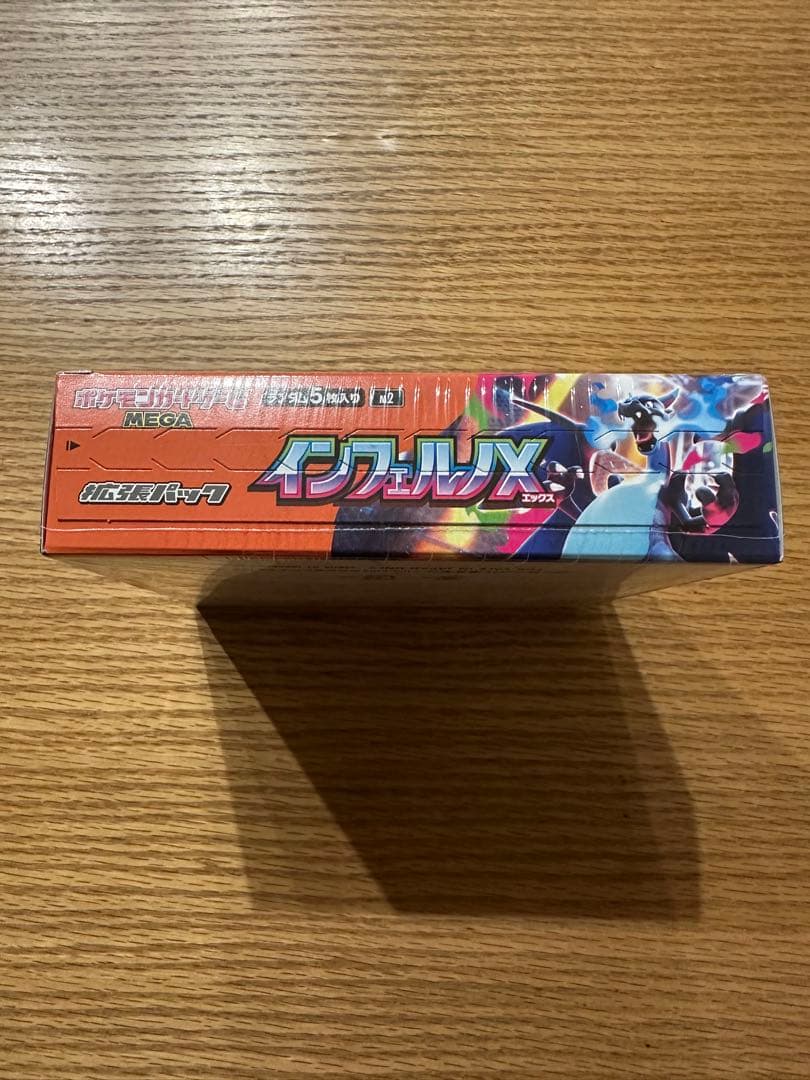 ポケモンカードゲーム
MEGA
ランダム5枚入り
M2
拡張パック
インフェルノX
エックス